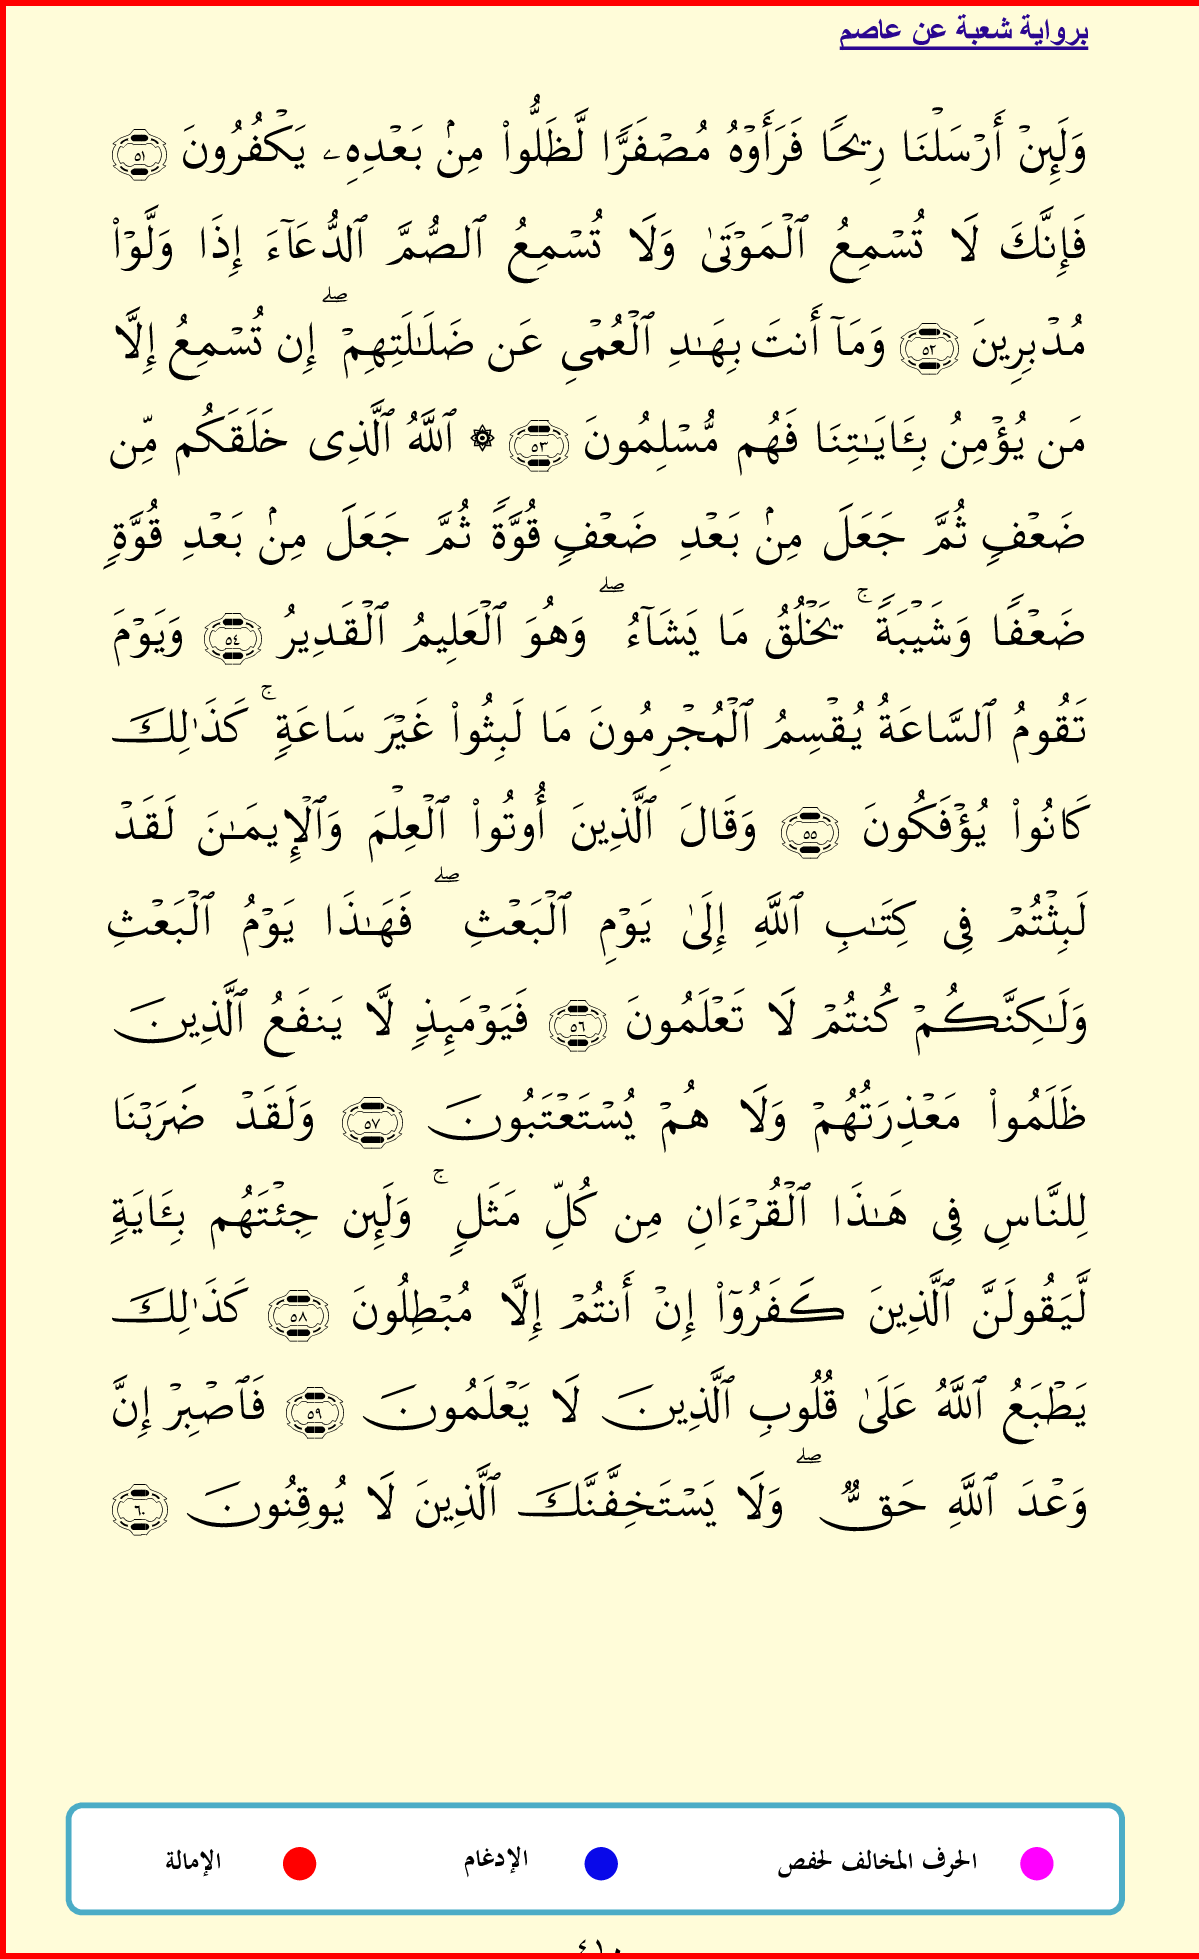 برواية شعبة عن عاصم
وَلَئِنْ أَرْسَلْنَا رِيحًا فَرَأَوْهُ مُصْفَرًّا لَّظَلُّوا۟ مِنۢ بَعْدِهِۦ يَكْفُرُونَ ٥١
فَإِنَّكَ لَا تُسْمِعُ ٱلْمَوْتَىٰ وَلَا تُسْمِعُ ٱلصُّمَّ ٱلدُّعَآءَ إِذَا وَلَّوْا۟
مُدْبِرِينَ ٥٢ وَمَآ أَنتَ بِهَـٰدِ ٱلْعُمْىِ عَن ضَلَـٰلَتِهِمْ ۖ إِن تُسْمِعُ إِلَّا
مَن يُؤْمِنُ بِـَٔايَـٰتِنَا فَهُم مُّسْلِمُونَ ٥٣ ۞ ٱللَّهُ ٱلَّذِى خَلَقَكُم مِّن
ضَعْفٍ ثُمَّ جَعَلَ مِنۢ بَعْدِ ضَعْفٍ قُوَّةً ثُمَّ جَعَلَ مِنۢ بَعْدِ قُوَّةٍ
ضَعْفًا وَشَيْبَةً ۚ يَخْلُقُ مَا يَشَآءُ ۖ وَهُوَ ٱلْعَلِيمُ ٱلْقَدِيرُ ٥٤ وَيَوْمَ
تَقُومُ ٱلسَّاعَةُ يُقْسِمُ ٱلْمُجْرِمُونَ مَا لَبِثُوا۟ غَيْرَ سَاعَةٍ ۚ كَذَٰلِكَ
كَانُوا۟ يُؤْفَكُونَ ٥٥ وَقَالَ ٱلَّذِينَ أُوتُوا۟ ٱلْعِلْمَ وَٱلْإِيمَـٰنَ لَقَدْ
لَبِثْتُمْ فِى كِتَـٰبِ ٱللَّهِ إِلَىٰ يَوْمِ ٱلْبَعْثِ ۖ فَهَـٰذَا يَوْمُ ٱلْبَعْثِ
وَلَـٰكِنَّكُمْ كُنتُمْ لَا تَعْلَمُونَ ٥٦ فَيَوْمَئِذٍ لَّا يَنفَعُ ٱلَّذِينَ
ظَلَمُوا۟ مَعْذِرَتُهُمْ وَلَا هُمْ يُسْتَعْتَبُونَ ٥٧ وَلَقَدْ ضَرَبْنَا
لِلنَّاسِ فِى هَـٰذَا ٱلْقُرْءَانِ مِن كُلِّ مَثَلٍ ۚ وَلَئِن جِئْتَهُم بِـَٔايَةٍ
لَّيَقُولَنَّ ٱلَّذِينَ كَفَرُوٓا۟ إِنْ أَنتُمْ إِلَّا مُبْطِلُونَ ٥٨ كَذَٰلِكَ
يَطْبَعُ ٱللَّهُ عَلَىٰ قُلُوبِ ٱلَّذِينَ لَا يَعْلَمُونَ ٥٩ فَٱصْبِرْ إِنَّ
وَعْدَ ٱللَّهِ حَقٌّ ۖ وَلَا يَسْتَخِفَّنَّكَ ٱلَّذِينَ لَا يُوقِنُونَ ٦٠
الحرف المخالف لحفص الإدغام الإمالة
٤١٠